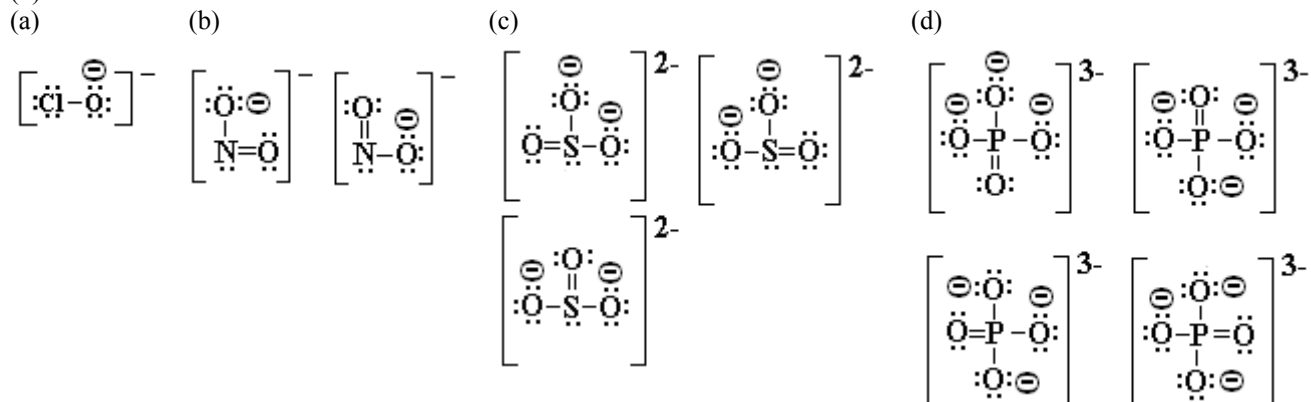 (a) (b) (c) (d)
⊖
[:Cl–O:]–
[:O:⊖ –
N=O]
[:O: ⊖ –
N–O:]
⊖ 2-
:O: ⊖
O=S–O:
2- ⊖
⊖ :O:
:O–S=O:
2-
⊖ :O: ⊖
:O–S–O:
⊖ 3-
⊖ :O: ⊖
:O–P–O:
:O:
3-
⊖ :O: ⊖
:O–P–O:
:O:⊖
3-
⊖ :O: ⊖
O=P–O:
:O:⊖
3-
⊖ :O:⊖
:O–P=O
:O:⊖